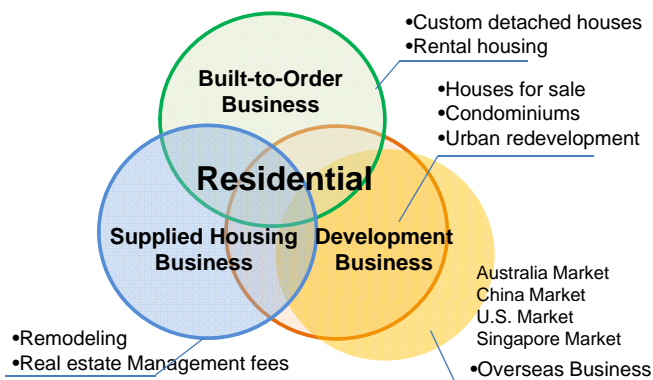 •Custom detached houses
•Rental housing
Built-to-Order
Business
•Houses for sale
•Condominiums
•Urban redevelopment
Residential
Supplied Housing
Business
Development
Business
Australia Market
China Market
U.S. Market
Singapore Market
•Remodeling
•Real estate Management fees
•Overseas Business